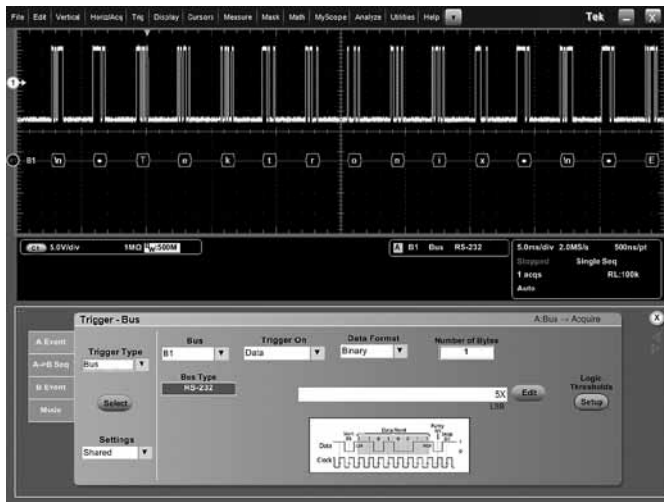 File Edit Vertical Horiz/Acq Trig Display Cursors Measure Mask Math MyScope Analyze Utilities Help Tek X
1
B1 \n T e k t r o n i x \n E
C1 5.0V/div 1MΩ BW:500M
A B1 Bus RS-232
5.0ms/div 2.0MS/s 500ns/pt
Stopped Single Seq
1 acqs RL:100k
Auto
Trigger - Bus
A:Bus → Acquire X
A Event
A->B Seq
B Event
Mode
Trigger Type
Bus
Select
Settings
Shared
Bus
B1
Trigger On
Data
Data Format
Binary
Number of Bytes
1
Bus Type
RS-232
5X
Edit
LSB
Logic
Thresholds
Setup
Data
Clock